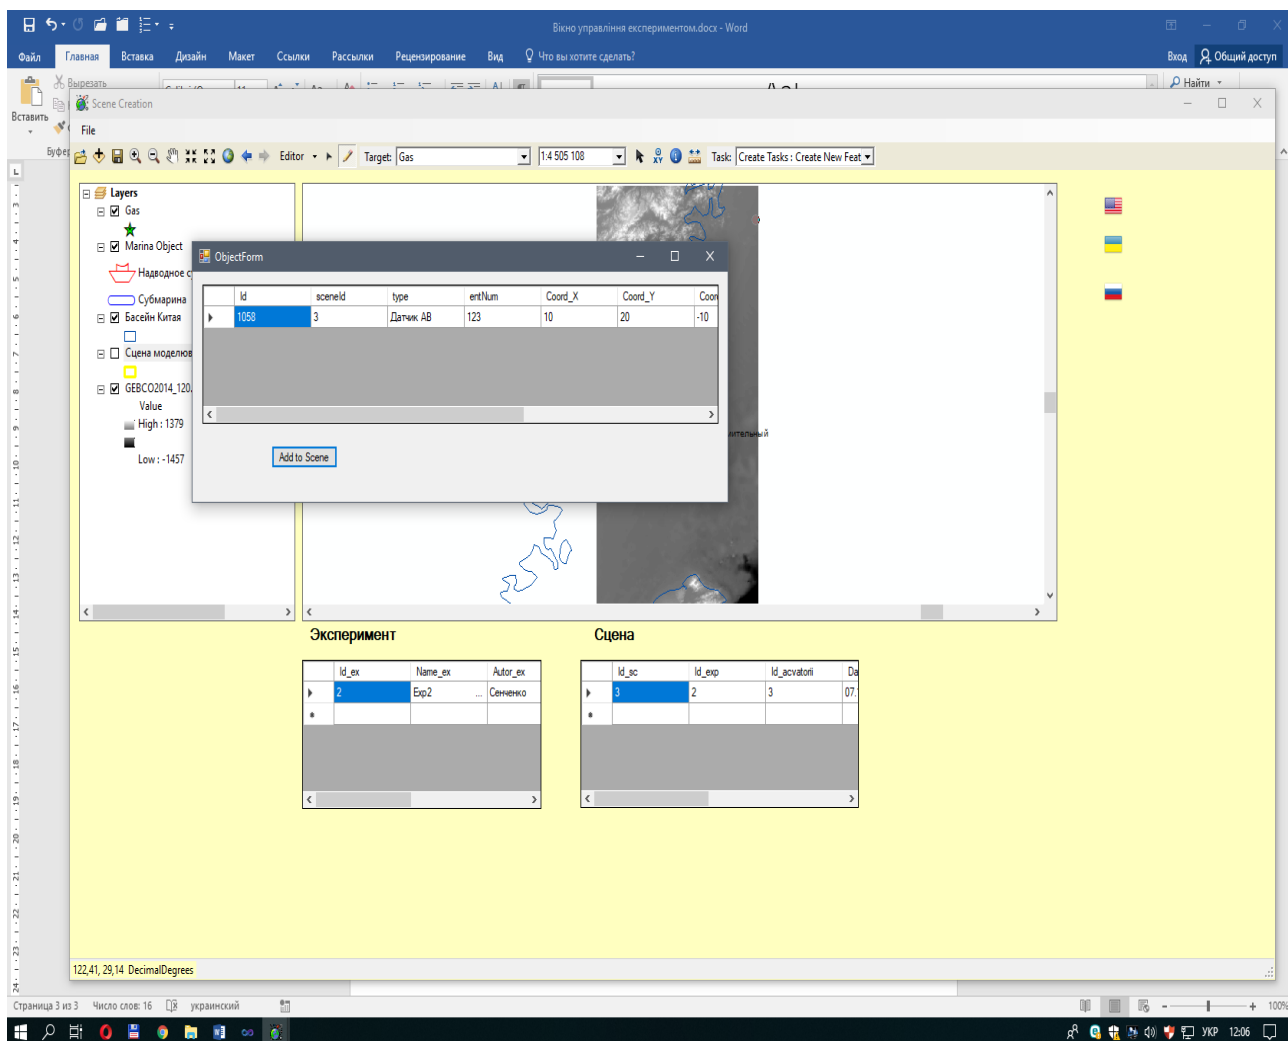 Вікно управління експериментом.docx - Word
Файл Главная Вставка Дизайн Макет Ссылки Рассылки Рецензирование Вид Что вы хотите сделать? Вход Общий доступ
Вырезать
Найти
Вставить
Scene Creation
File
Editor Target: Gas 1:4 505 108 Task: Create Tasks : Create New Feat
Layers
Gas
Marina Object
Надводное с
Субмарина
Басейн Китая
Сцена моделюв
GEBCO2014_120.
Value
High : 1379
Low : -1457
ObjectForm
Id sceneId type entNum Coord_X Coord_Y Coor
1058 3 Датчик АВ 123 10 20 -10
Add to Scene
мительный
Эксперимент Сцена
Id_ex Name_ex Autor_ex
2 Exp2 ... Сенченко
Id_sc Id_exp Id_acvatorii Da
3 2 3 07.
122,41, 29,14 DecimalDegrees
Страница 3 из 3 Число слов: 16 украинский 100%
УКР 12:06